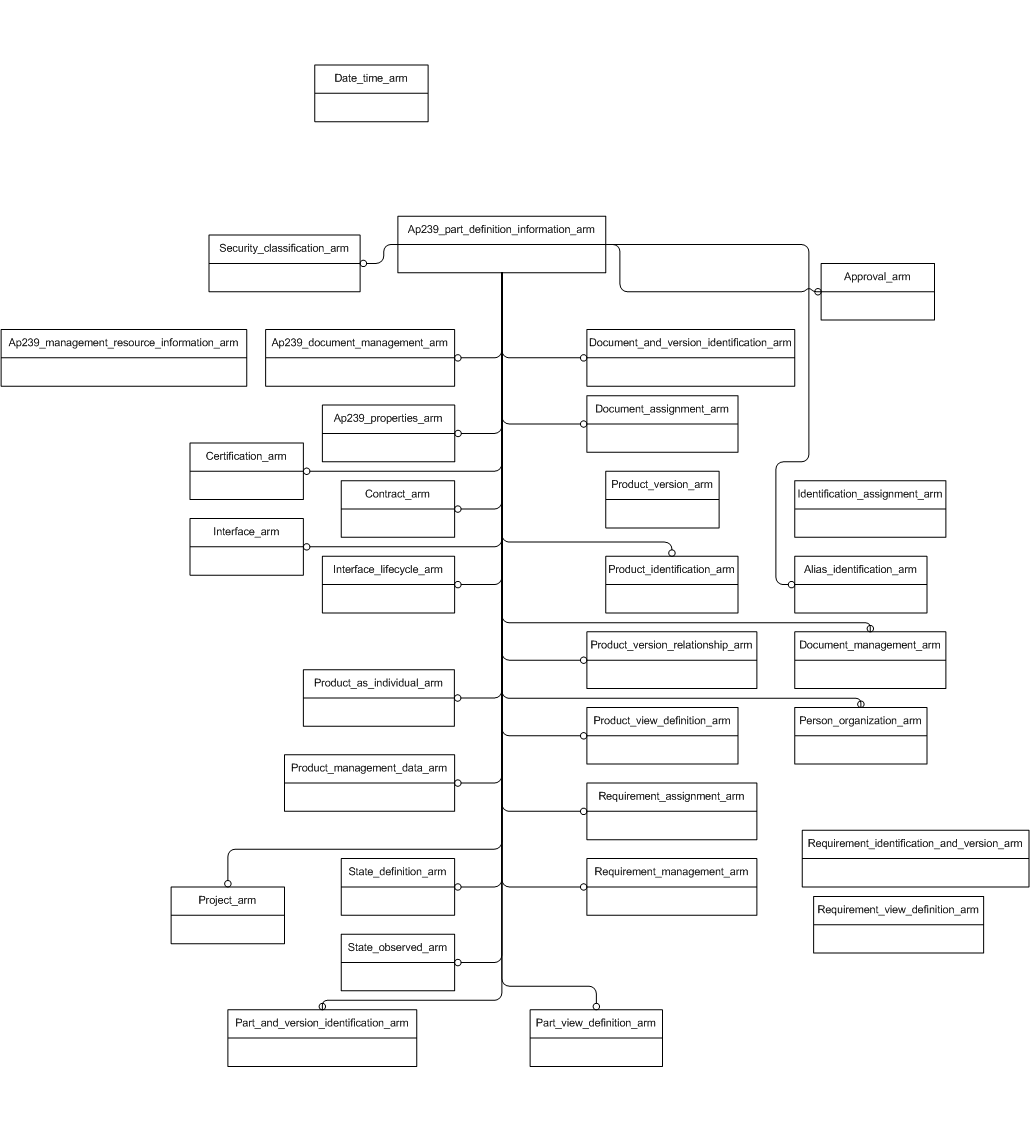 Date_time_arm
Ap239_part_definition_information_arm
Security_classification_arm
Approval_arm
Ap239_management_resource_information_arm
Ap239_document_management_arm
Document_and_version_identification_arm
Document_assignment_arm
Ap239_properties_arm
Certification_arm
Product_version_arm
Contract_arm
Identification_assignment_arm
Interface_arm
Interface_lifecycle_arm
Product_identification_arm
Alias_identification_arm
Product_version_relationship_arm
Document_management_arm
Product_as_individual_arm
Product_view_definition_arm
Person_organization_arm
Product_management_data_arm
Requirement_assignment_arm
Requirement_identification_and_version_arm
State_definition_arm
Requirement_management_arm
Project_arm
Requirement_view_definition_arm
State_observed_arm
Part_and_version_identification_arm
Part_view_definition_arm